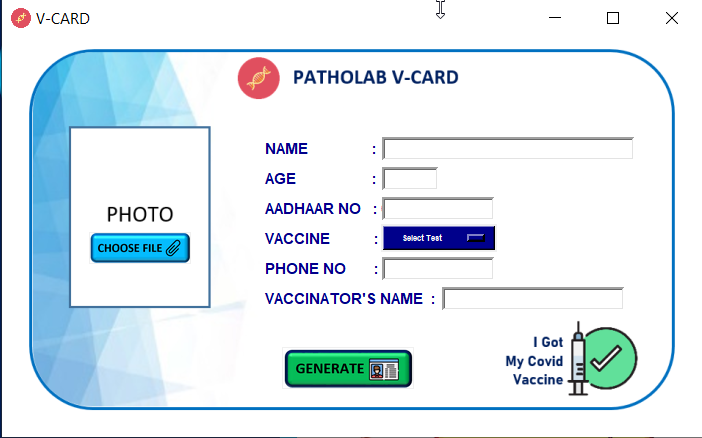 V-CARD
PATHOLAB V-CARD
NAME :
AGE :
AADHAAR NO :
VACCINE : Select Test
PHONE NO :
VACCINATOR'S NAME :
PHOTO
CHOOSE FILE
GENERATE
I Got
My Covid
Vaccine